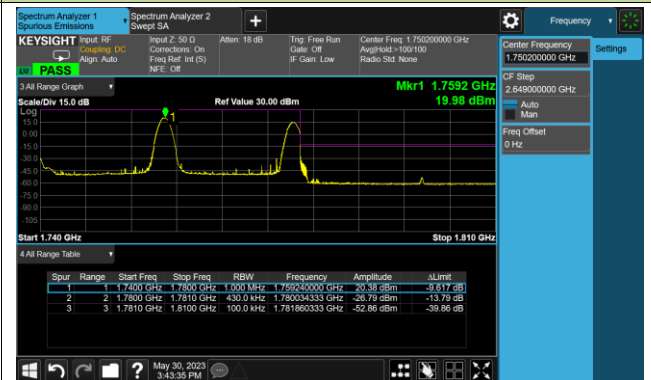 Spectrum Analyzer 1
Spurious Emissions
Spectrum Analyzer 2
Swept SA
+
Frequency
KEYSIGHT
Input: RF
Coupling: DC
Align: Auto
Input Z: 50 Ω
Corrections: On
Freq Ref: Int (S)
NFE: Off
Atten: 18 dB
Trig: Free Run
Gate: Off
IF Gain: Low
Center Freq: 1.750200000 GHz
Avg|Hold:>100/100
Radio Std: None
PASS
3 All Range Graph
Scale/Div 15.0 dB
Ref Value 30.00 dBm
Mkr1 1.7592 GHz
19.98 dBm
Log
15.0
0.00
-15.0
-30.0
-45.0
-60.0
-75.0
-90.0
-105
1
Start 1.740 GHz
Stop 1.810 GHz
4 All Range Table
Spur Range Start Freq Stop Freq RBW Frequency Amplitude ΔLimit
1 1 1.7400 GHz 1.7800 GHz 1.000 MHz 1.759240000 GHz 20.38 dBm -9.617 dB
2 2 1.7800 GHz 1.7810 GHz 430.0 kHz 1.780034333 GHz -26.79 dBm -13.79 dB
3 3 1.7810 GHz 1.8100 GHz 100.0 kHz 1.781860333 GHz -52.86 dBm -39.86 dB
Center Frequency
1.750200000 GHz
Settings
CF Step
2.649000000 GHz
Auto
Man
Freq Offset
0 Hz
?
May 30, 2023
3:43:35 PM